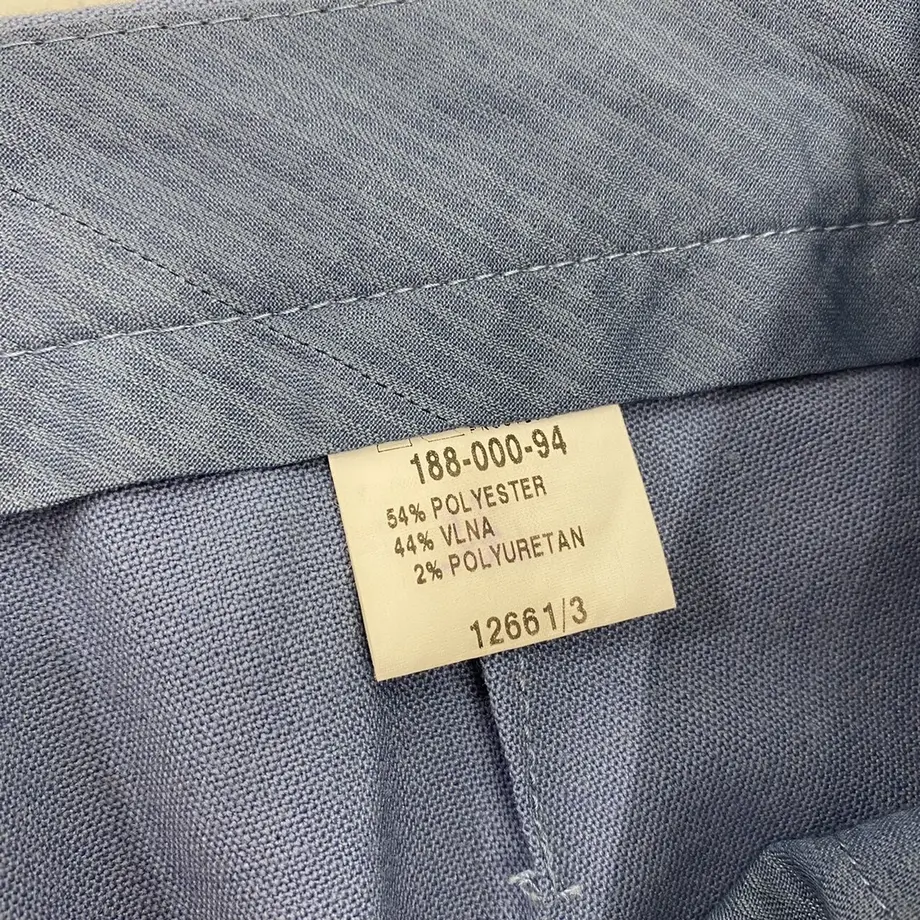 188-000-94
54% POLYESTER
44% VLNA
2% POLYURETAN
12661/3